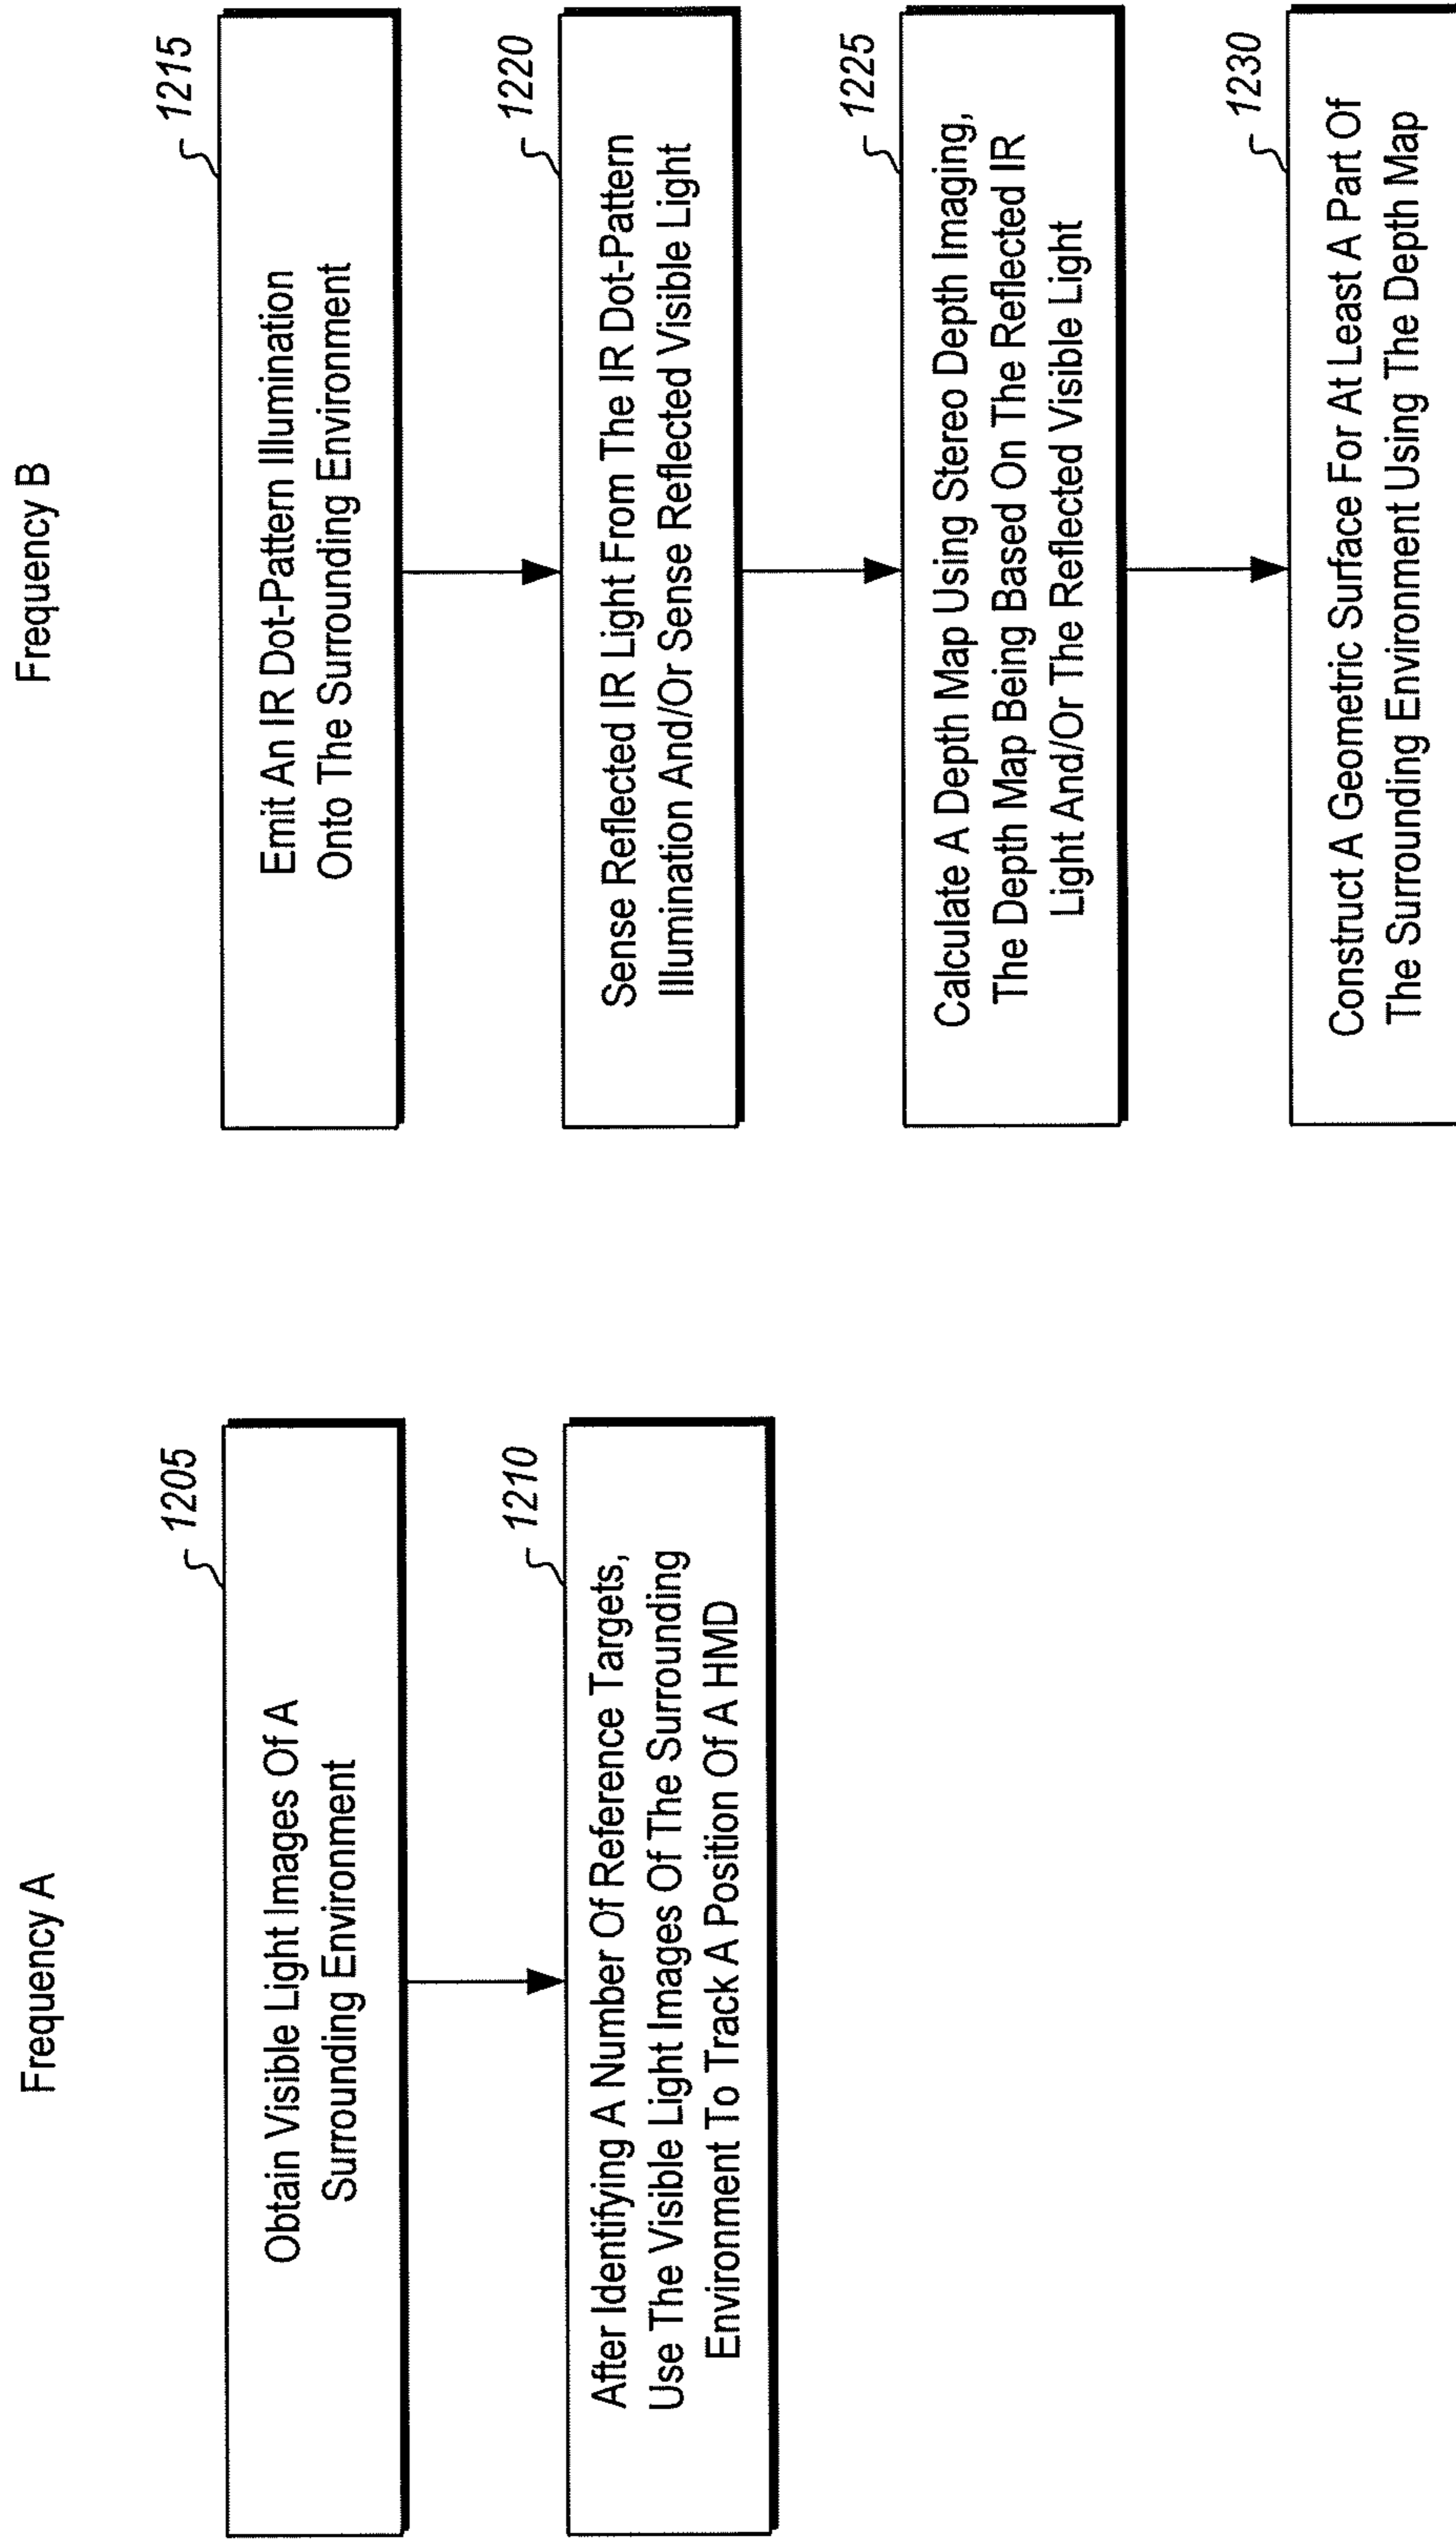 Frequency A
1205
Obtain Visible Light Images Of A
Surrounding Environment
1210
After Identifying A Number Of Reference Targets,
Use The Visible Light Images Of The Surrounding
Environment To Track A Position Of A HMD
Frequency B
1215
Emit An IR Dot-Pattern Illumination
Onto The Surrounding Environment
1220
Sense Reflected IR Light From The IR Dot-Pattern
Illumination And/Or Sense Reflected Visible Light
1225
Calculate A Depth Map Using Stereo Depth Imaging,
The Depth Map Being Based On The Reflected IR
Light And/Or The Reflected Visible Light
1230
Construct A Geometric Surface For At Least A Part Of
The Surrounding Environment Using The Depth Map